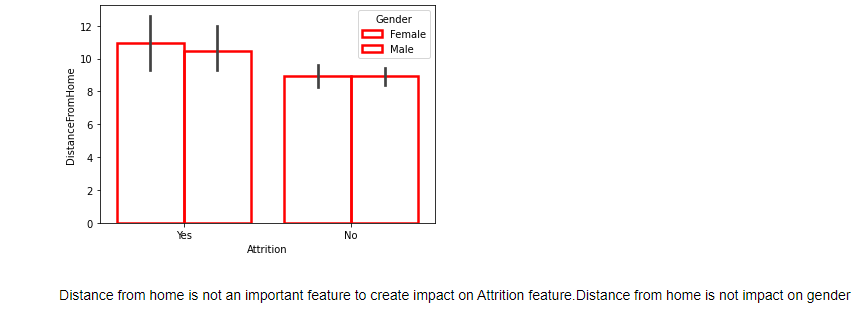 12
10
8
6
4
2
0
DistanceFromHome
Gender
Female
Male
Yes
No
Attrition
Distance from home is not an important feature to create impact on Attrition feature.Distance from home is not impact on gender